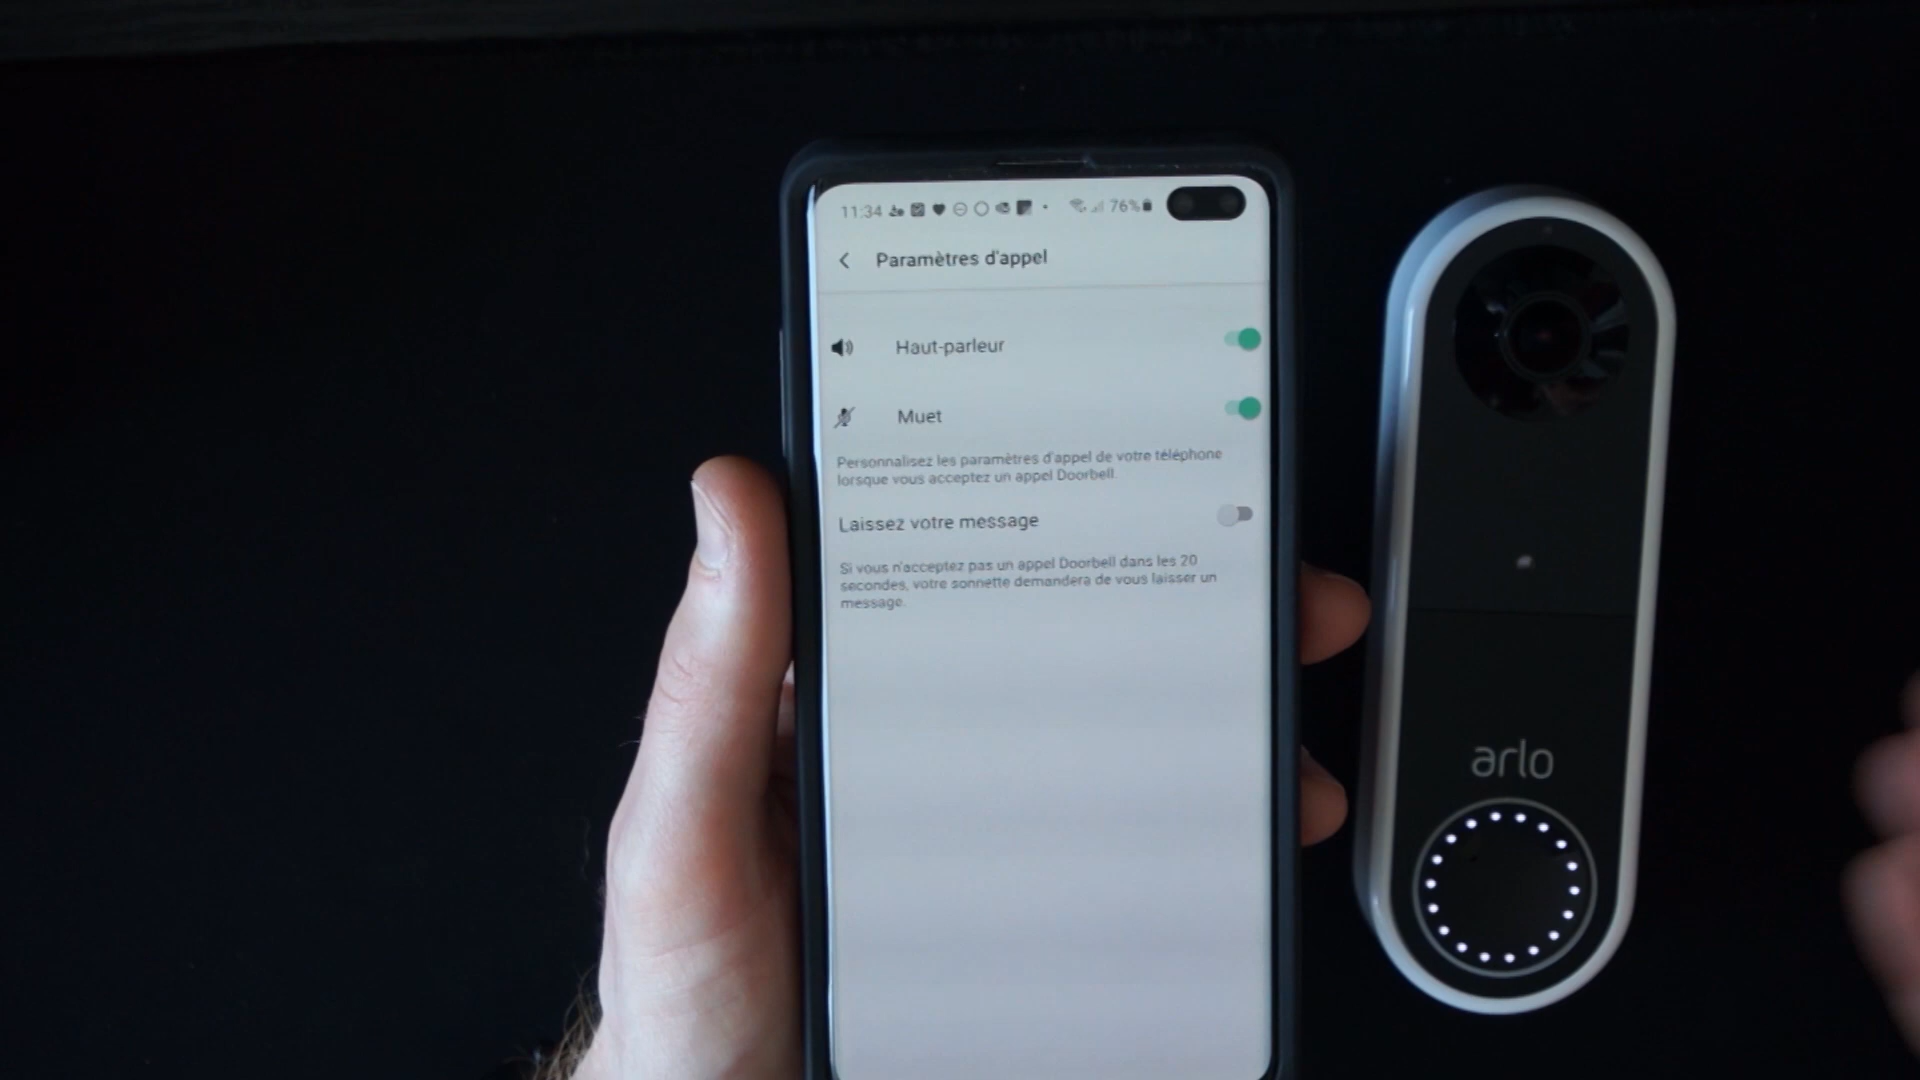 11:34 76%
Paramètres d'appel
Haut-parleur
Muet
Personnalisez les paramètres d'appel de votre téléphone
lorsque vous acceptez un appel Doorbell.
Laissez votre message
Si vous n'acceptez pas un appel Doorbell dans les 20
secondes, votre sonnette demandera de vous laisser un
message.
arlo